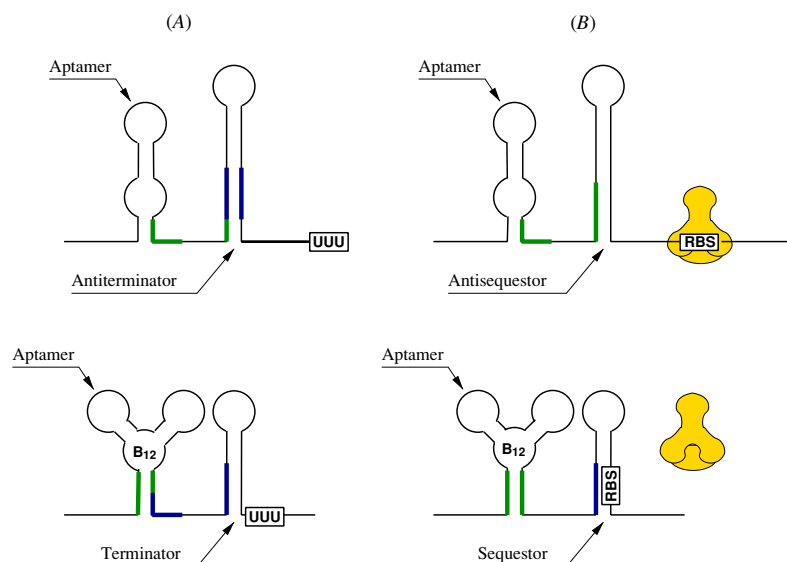 (A)
(B)
Aptamer
Aptamer
UUU
RBS
Antiterminator
Antisequestor
Aptamer
Aptamer
B12
B12
RBS
UUU
Terminator
Sequestor